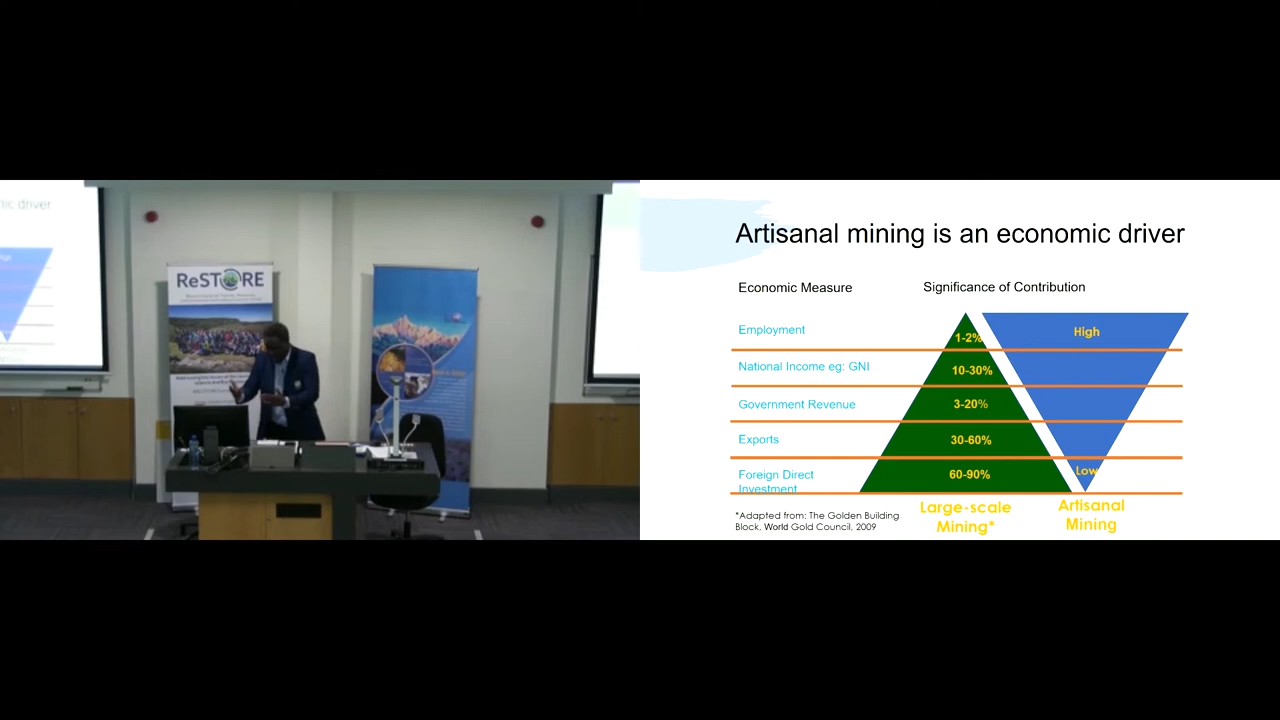 nic driver
ReSTORE
Artisanal mining is an economic driver
Economic Measure
Significance of Contribution
Employment
1-2%
High
National Income eg: GNI
10-30%
Government Revenue
3-20%
Exports
30-60%
Foreign Direct
Investment
60-90%
Low
*Adapted from: The Golden Building
Block, World Gold Council, 2009
Large-scale
Mining*
Artisanal
Mining